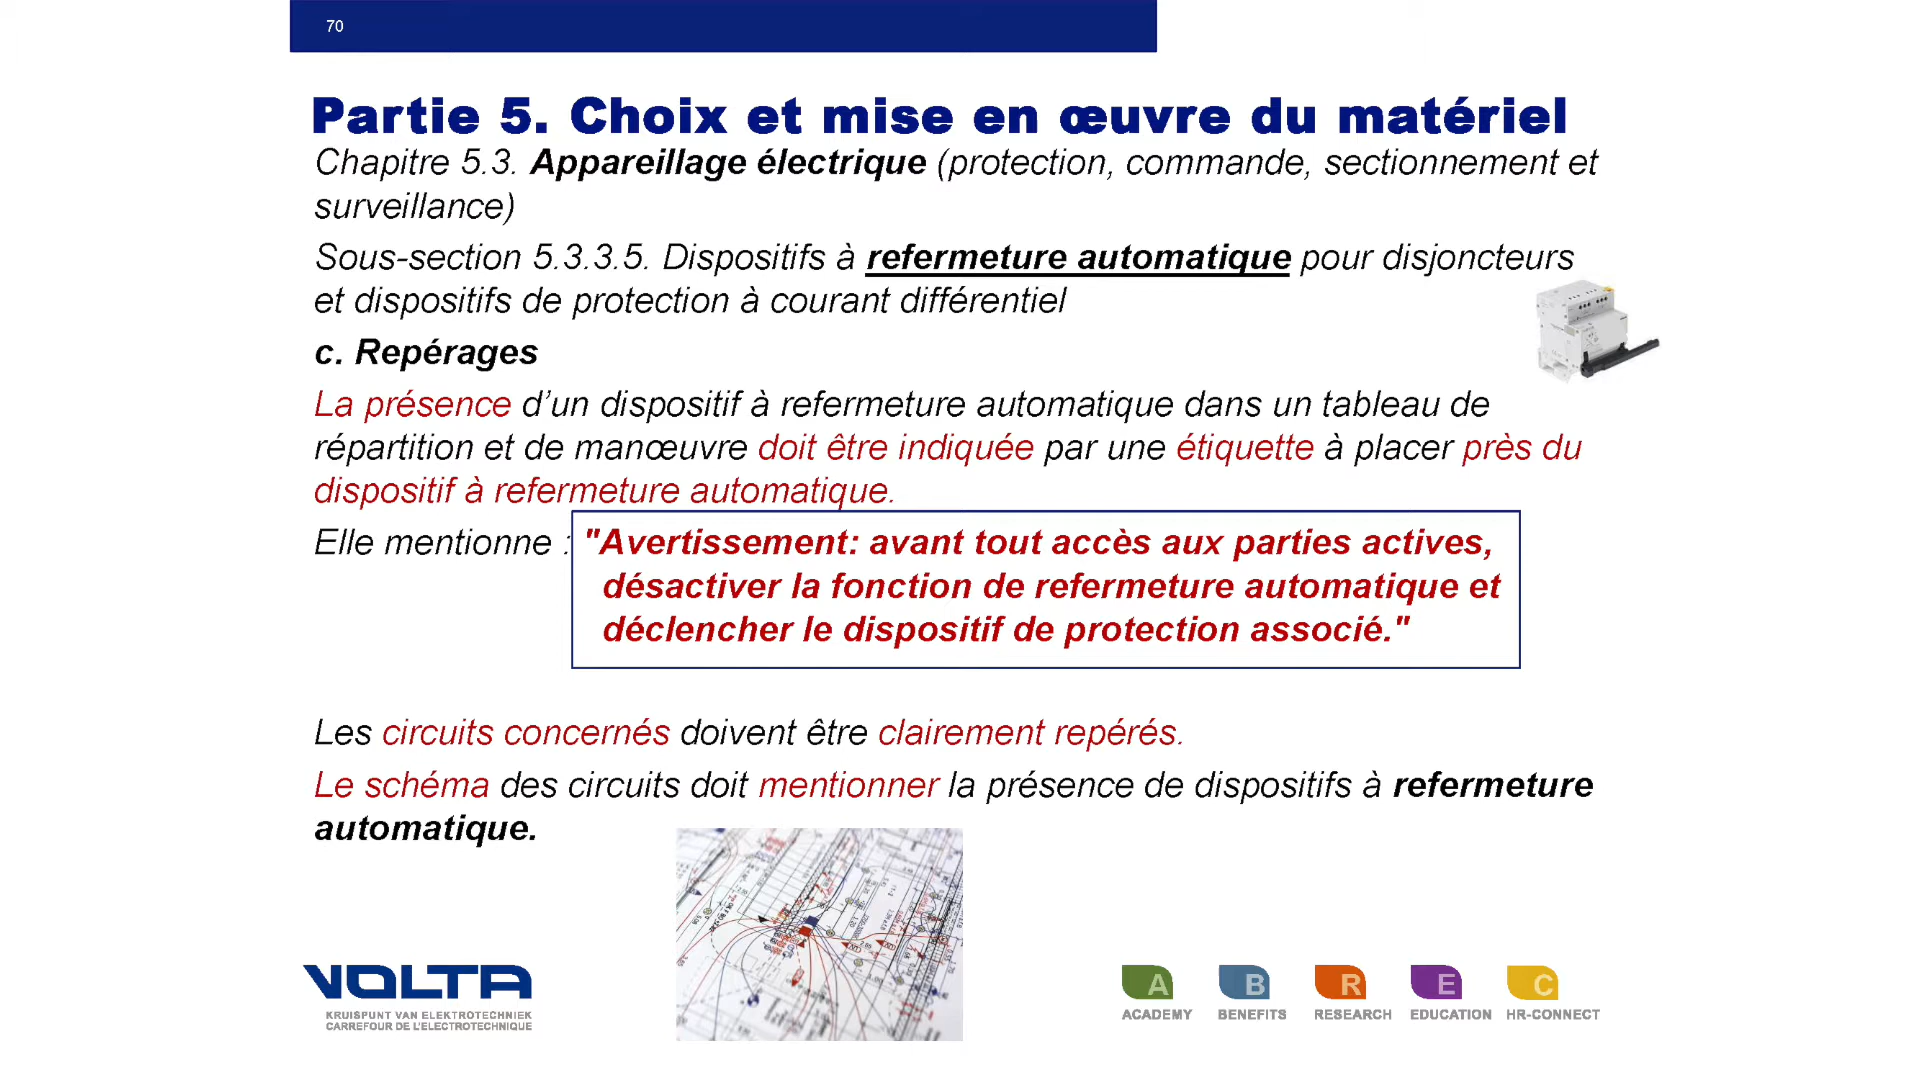 70
Partie 5. Choix et mise en œuvre du matériel
Chapitre 5.3. Appareillage électrique (protection, commande, sectionnement et
surveillance)
Sous-section 5.3.3.5. Dispositifs à refermeture automatique pour disjoncteurs
et dispositifs de protection à courant différentiel
c. Repérages
La présence d’un dispositif à refermeture automatique dans un tableau de
répartition et de manœuvre doit être indiquée par une étiquette à placer près du
dispositif à refermeture automatique.
Elle mentionne : "Avertissement: avant tout accès aux parties actives,
désactiver la fonction de refermeture automatique et
déclencher le dispositif de protection associé."
Les circuits concernés doivent être clairement repérés.
Le schéma des circuits doit mentionner la présence de dispositifs à refermeture
automatique.
VOLTA
KRUISPUNT VAN ELEKTROTECHNIEK
CARREFOUR DE L'ELECTROTECHNIQUE
A B R E C
ACADEMY BENEFITS RESEARCH EDUCATION HR-CONNECT